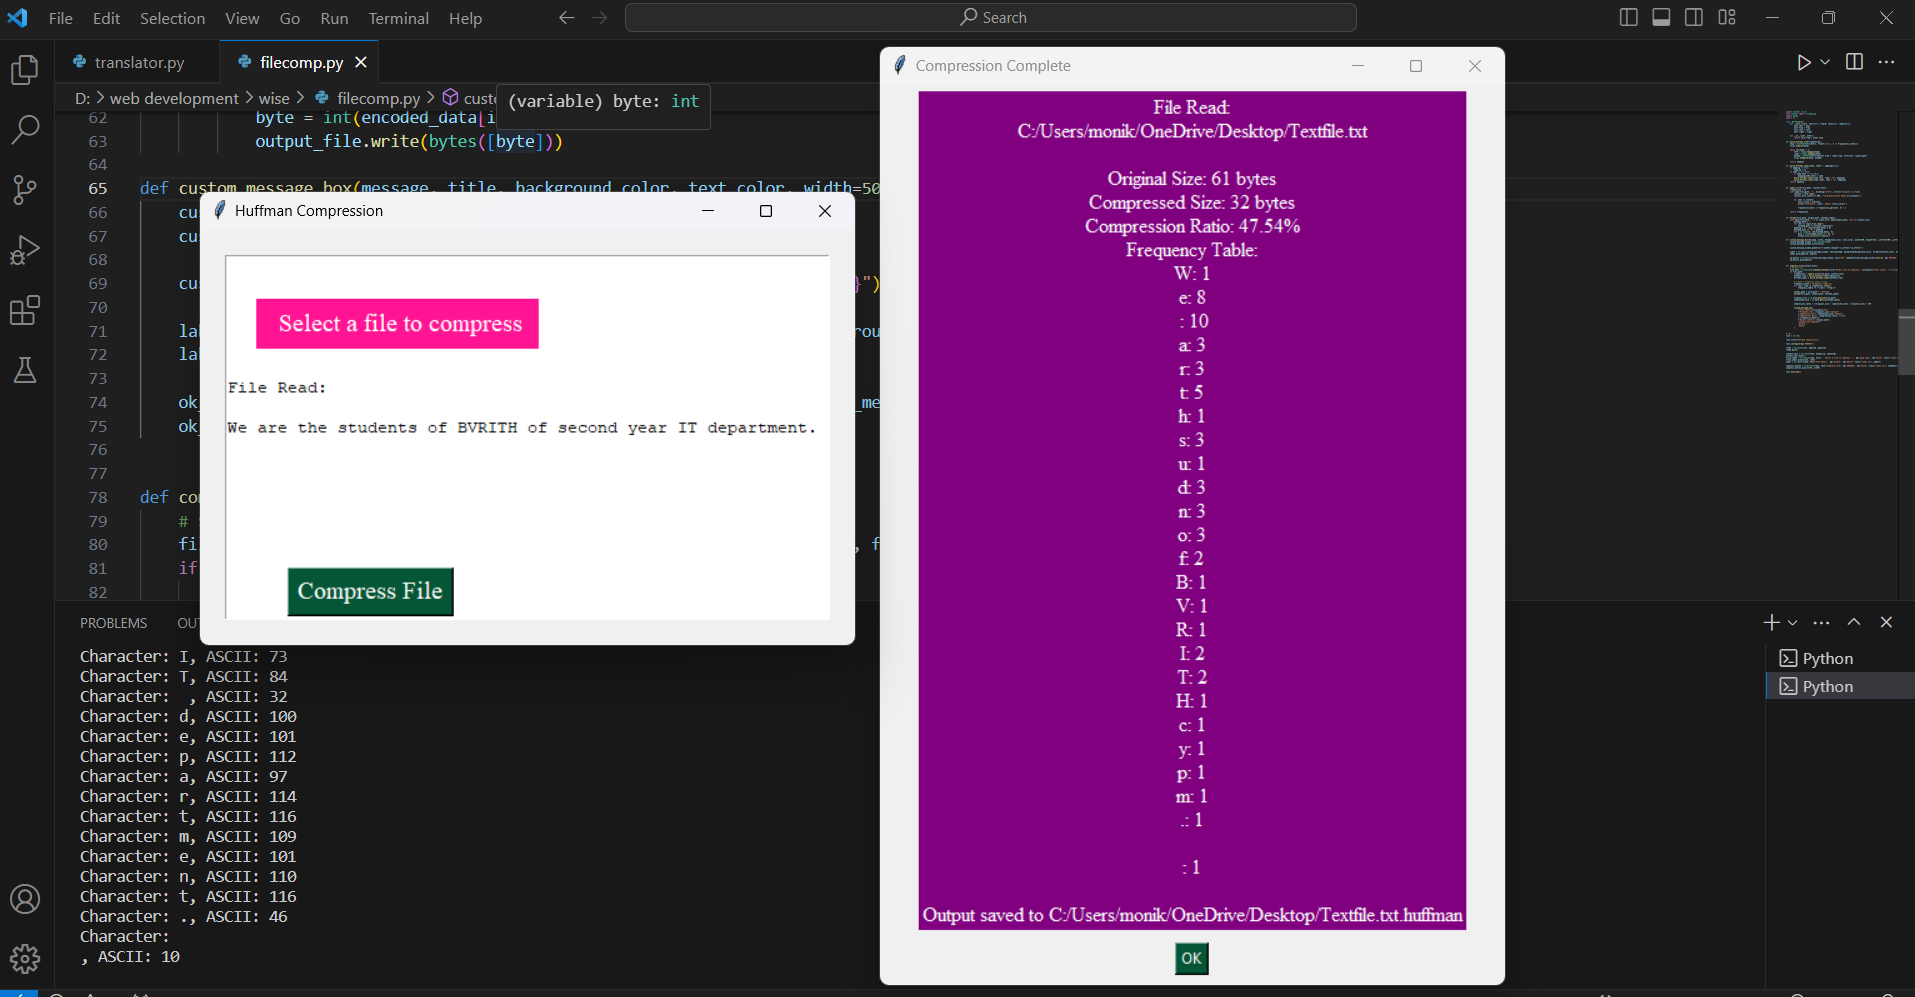 File Edit Selection View Go Run Terminal Help
Search
translator.py
filecomp.py
D: > web development > wise > filecomp.py >
(variable) byte: int
62 byte = int(encoded_data[i
63 output_file.write(bytes([byte]))
64
65 def custom_message_box(message, title, background_color, text_color, width=50
66 cu
67 cu
68
69 cu }")
70
71 lab rou
72 la
73
74 ok _me
75 ok
76
77
78 def co
79 #
80 fi , f
81 if
82
Huffman Compression
Select a file to compress
File Read:
We are the students of BVRITH of second year IT department.
Compress File
Compression Complete
File Read:
C:/Users/monik/OneDrive/Desktop/Textfile.txt
Original Size: 61 bytes
Compressed Size: 32 bytes
Compression Ratio: 47.54%
Frequency Table:
W: 1
e: 8
: 10
a: 3
r: 3
t: 5
h: 1
s: 3
u: 1
d: 3
n: 3
o: 3
f: 2
B: 1
V: 1
R: 1
I: 2
T: 2
H: 1
c: 1
y: 1
p: 1
m: 1
.: 1
: 1
Output saved to C:/Users/monik/OneDrive/Desktop/Textfile.txt.huffman
OK
PROBLEMS OU
Character: I, ASCII: 73
Character: T, ASCII: 84
Character:  , ASCII: 32
Character: d, ASCII: 100
Character: e, ASCII: 101
Character: p, ASCII: 112
Character: a, ASCII: 97
Character: r, ASCII: 114
Character: t, ASCII: 116
Character: m, ASCII: 109
Character: e, ASCII: 101
Character: n, ASCII: 110
Character: t, ASCII: 116
Character: ., ASCII: 46
Character:
, ASCII: 10
Python
Python